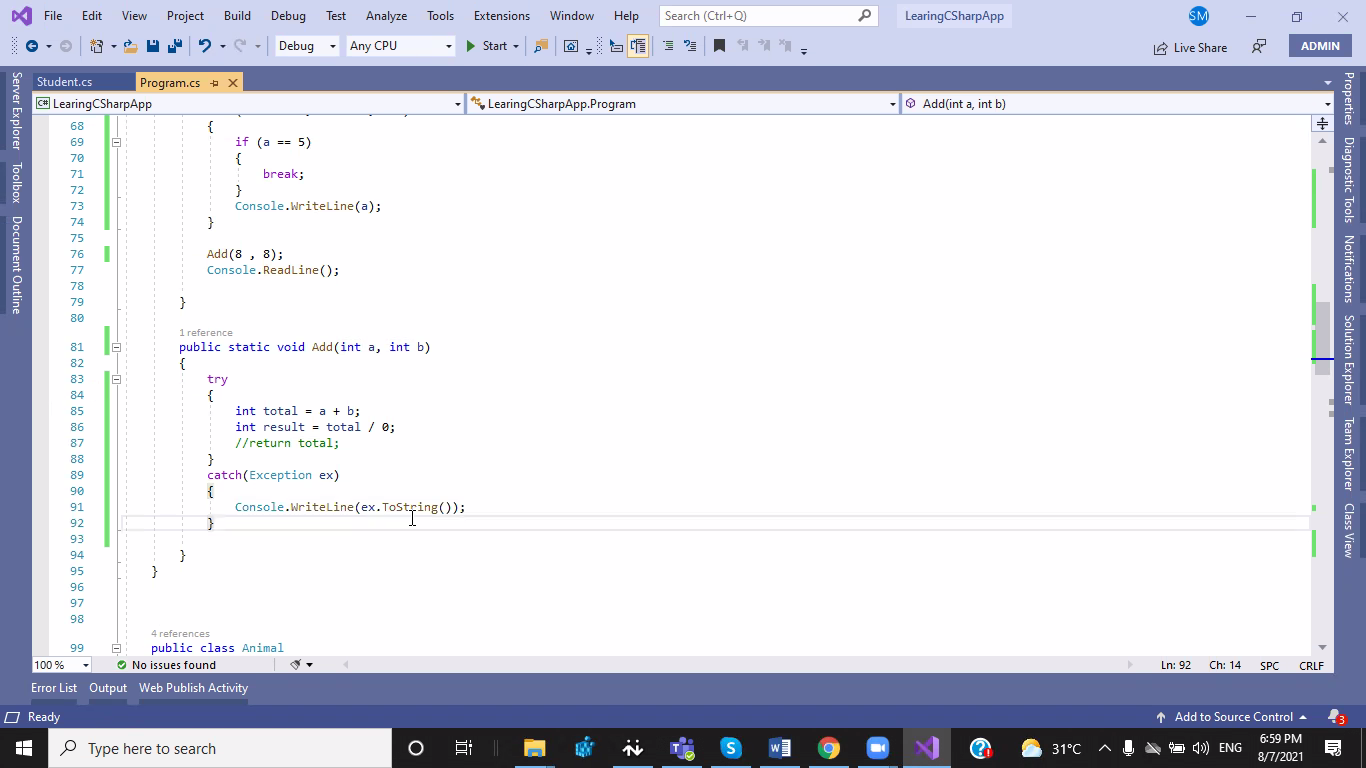 File Edit View Project Build Debug Test Analyze Tools Extensions Window Help Search (Ctrl+Q) LearingCSharpApp SM
Debug Any CPU Start Live Share ADMIN
Student.cs Program.cs
LearingCSharpApp LearingCSharpApp.Program Add(int a, int b)
Server Explorer
Toolbox
Document Outline
68 {
69 if (a == 5)
70 {
71 break;
72 }
73 Console.WriteLine(a);
74 }
75
76 Add(8 , 8);
77 Console.ReadLine();
78
79 }
80
1 reference
81 public static void Add(int a, int b)
82 {
83 try
84 {
85 int total = a + b;
86 int result = total / 0;
87 //return total;
88 }
89 catch(Exception ex)
90 {
91 Console.WriteLine(ex.ToString());
92 }
93
94 }
95 }
96
97
98
4 references
99 public class Animal
Properties
Diagnostic Tools
Notifications
Solution Explorer
Team Explorer
Class View
100 % No issues found Ln: 92 Ch: 14 SPC CRLF
Error List Output Web Publish Activity
Ready Add to Source Control 3
Type here to search 31°C ENG 6:59 PM
8/7/2021